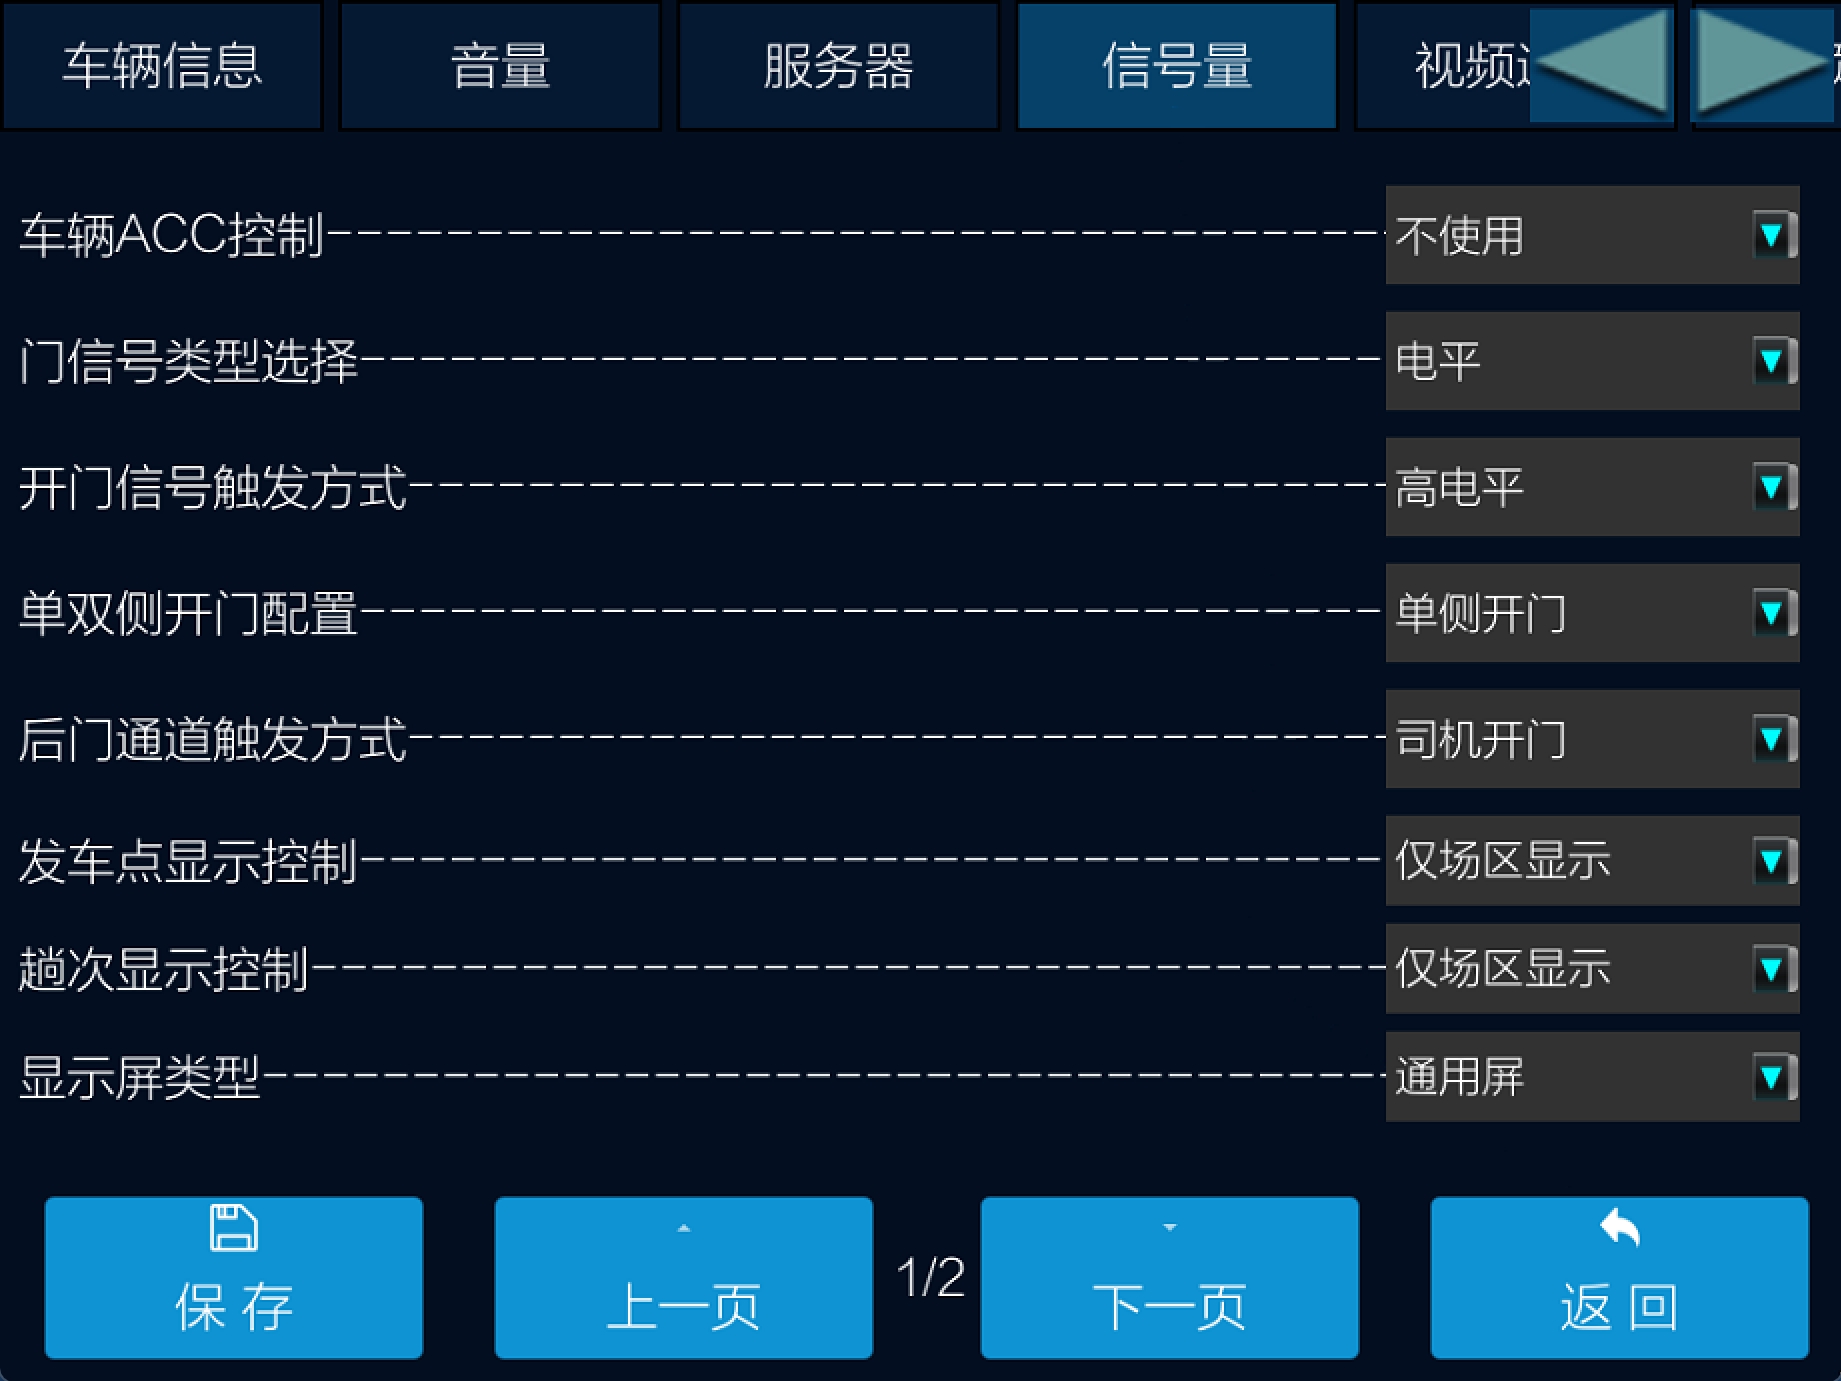 车辆信息 音量 服务器 信号量 视频
车辆ACC控制 不使用
门信号类型选择 电平
开门信号触发方式 高电平
单双侧开门配置 单侧开门
后门通道触发方式 司机开门
发车点显示控制 仅场区显示
趟次显示控制 仅场区显示
显示屏类型 通用屏
保存 上一页 1/2 下一页 返回